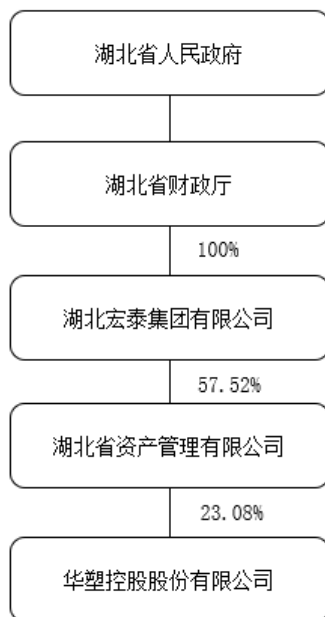 湖北省人民政府
湖北省财政厅
100%
湖北宏泰集团有限公司
57.52%
湖北省资产管理有限公司
23.08%
华塑控股股份有限公司